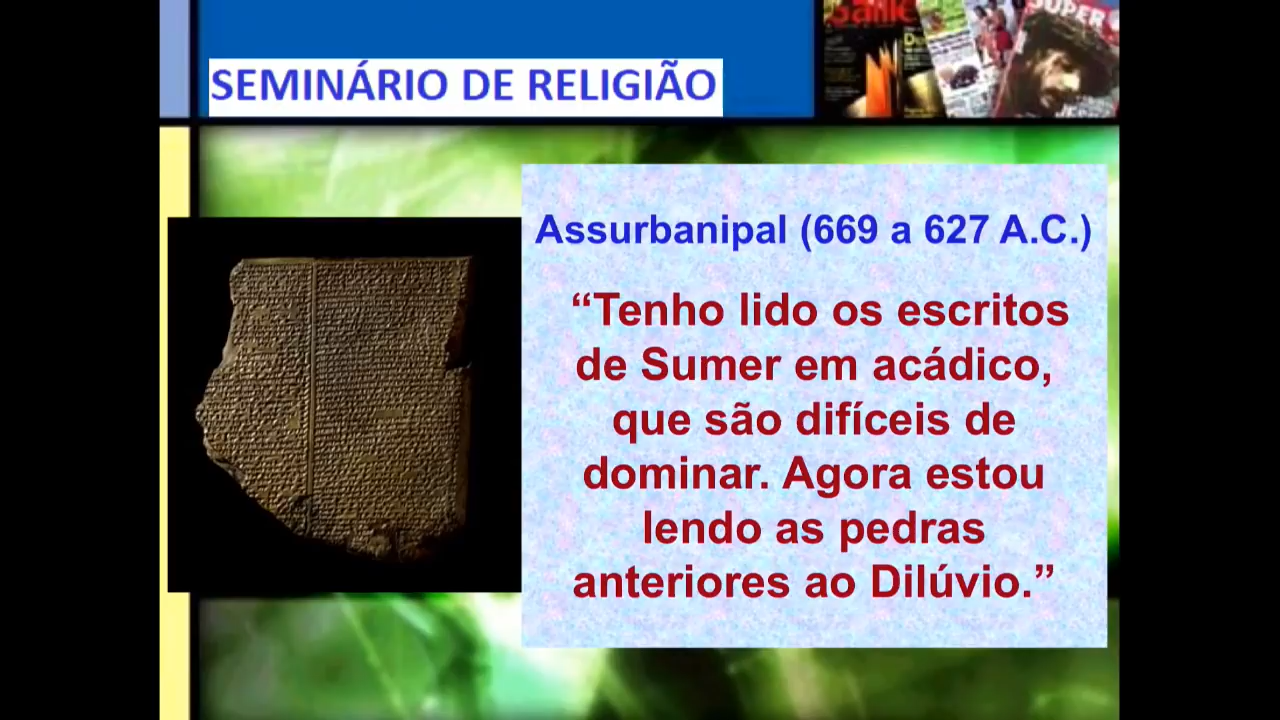 SUPER
SEMINÁRIO DE RELIGIÃO
Assurbanipal (669 a 627 A.C.)
“Tenho lido os escritos
de Sumer em acádico,
que são difíceis de
dominar. Agora estou
lendo as pedras
anteriores ao Dilúvio.”